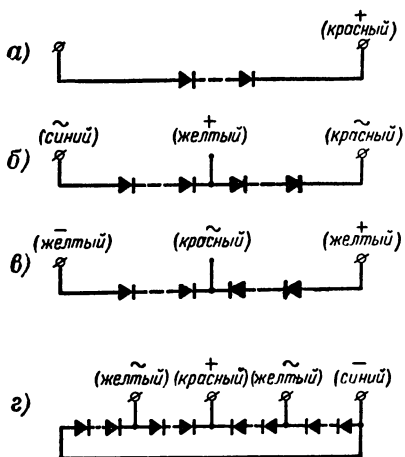 +
(красный)
а)
~ + ~
(синий) (желтый) (красный)
б)
– ~ +
(желтый) (красный) (желтый)
в)
~ + ~ –
(желтый) (красный) (желтый) (синий)
г)